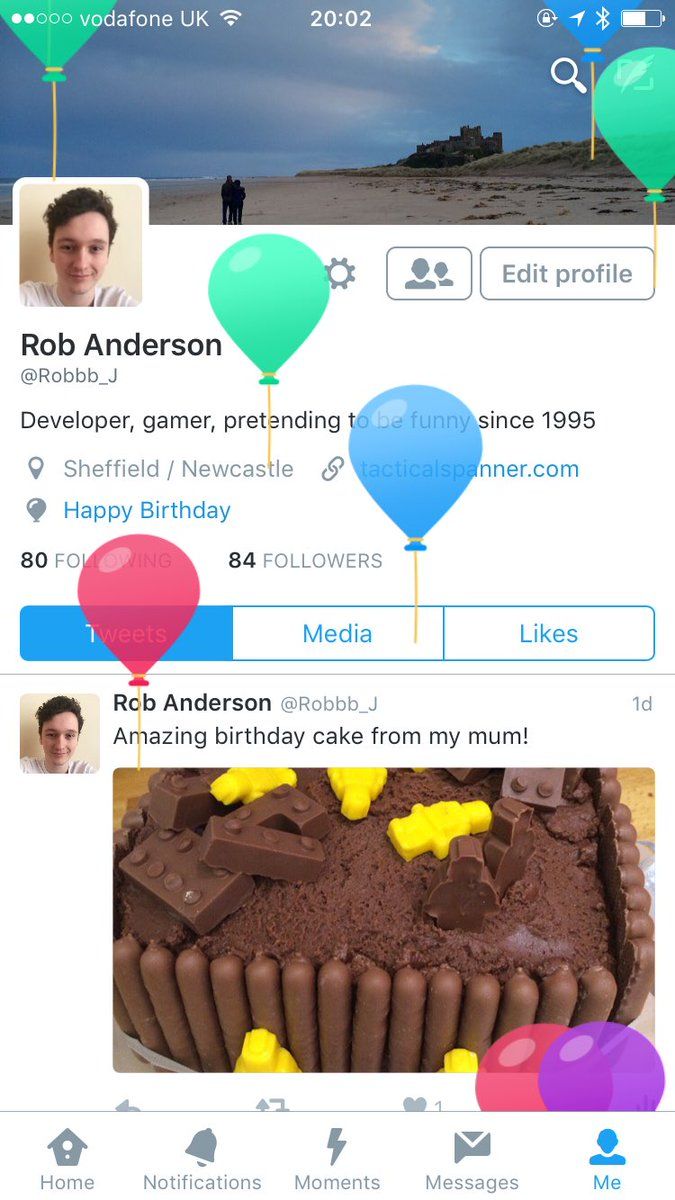 vodafone UK 20:02
Edit profile
Rob Anderson
@Robbb_J
Developer, gamer, pretending to be funny since 1995
Sheffield / Newcastle tacticalspanner.com
Happy Birthday
80 FOLLOWING 84 FOLLOWERS
Tweets Media Likes
Rob Anderson @Robbb_J 1d
Amazing birthday cake from my mum!
1
Home Notifications Moments Messages Me